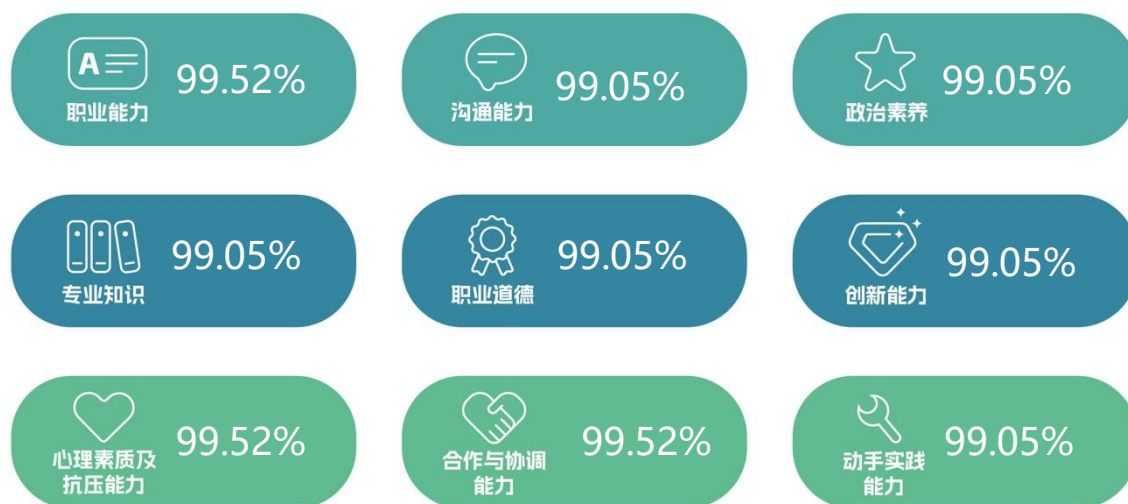 A
99.52%
职业能力
99.05%
沟通能力
99.05%
政治素养
99.05%
专业知识
99.05%
职业道德
99.05%
创新能力
99.52%
心理素质及
抗压能力
99.52%
合作与协调
能力
99.05%
动手实践
能力